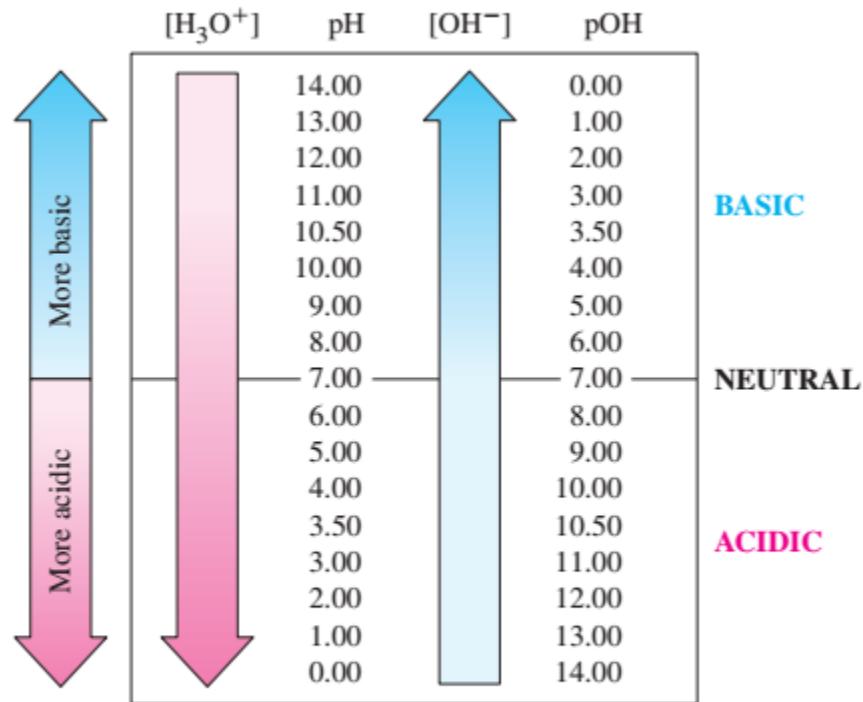 [H₃O⁺] pH [OH⁻] pOH
14.00 0.00
13.00 1.00
12.00 2.00
11.00 3.00
BASIC
10.50 3.50
10.00 4.00
9.00 5.00
8.00 6.00
More basic
7.00 7.00 NEUTRAL
6.00 8.00
5.00 9.00
4.00 10.00
3.50 10.50
ACIDIC
3.00 11.00
2.00 12.00
1.00 13.00
0.00 14.00
More acidic